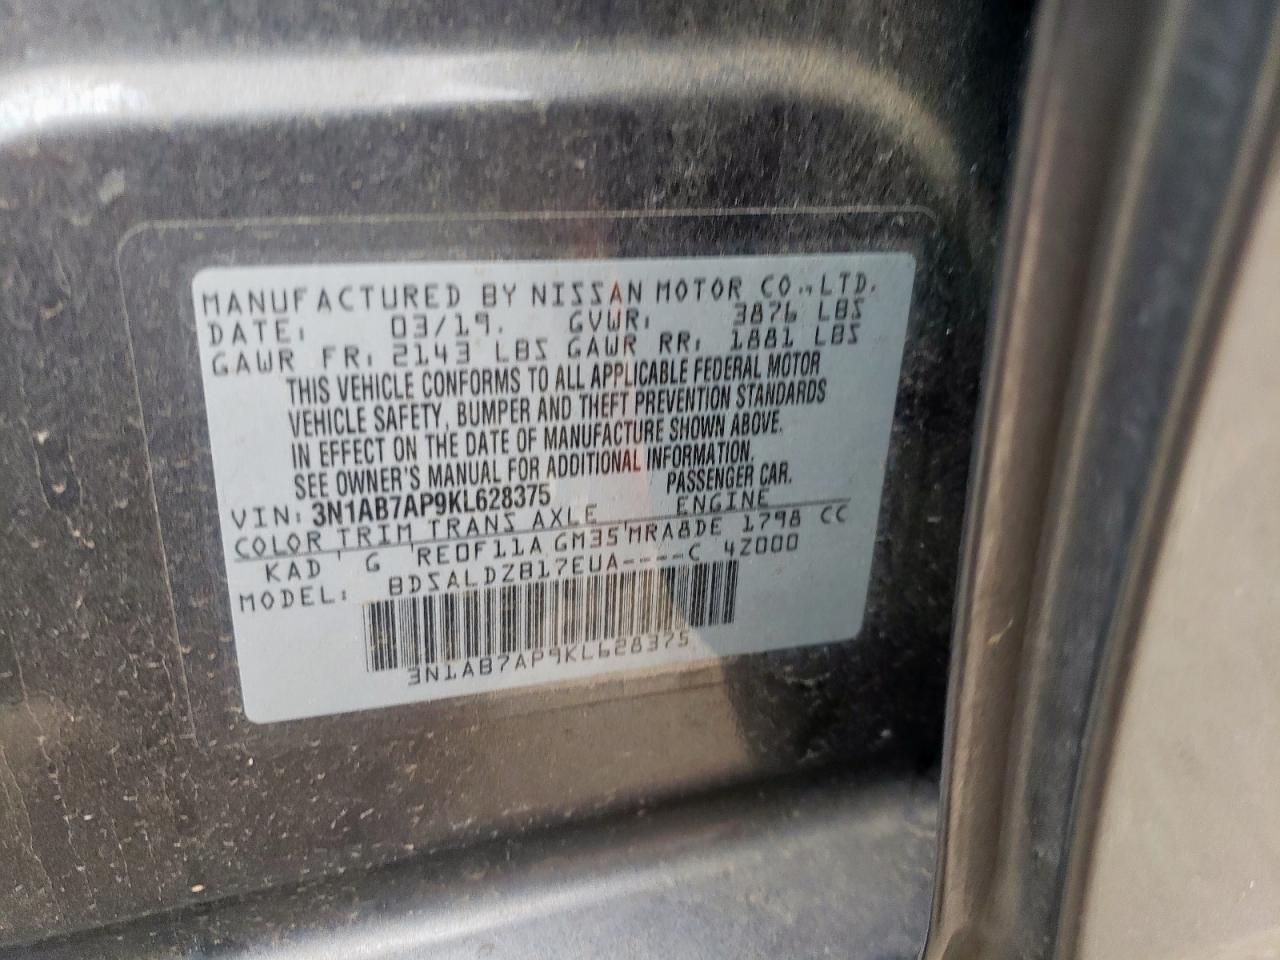 MANUFACTURED BY NISSAN MOTOR CO., LTD.
DATE: 03/19. GVWR: 3876 LBS
GAWR FR: 2143 LBS GAWR RR: 1881 LBS
THIS VEHICLE CONFORMS TO ALL APPLICABLE FEDERAL MOTOR
VEHICLE SAFETY, BUMPER AND THEFT PREVENTION STANDARDS
IN EFFECT ON THE DATE OF MANUFACTURE SHOWN ABOVE.
SEE OWNER'S MANUAL FOR ADDITIONAL INFORMATION.
PASSENGER CAR.
VIN: 3N1AB7AP9KL628375
COLOR TRIM TRANS AXLE ENGINE
KAD G RE0F11A GM35 MRA8DE 1798 CC
MODEL: BDSALDZB17EUA----C 4Z000
3N1AB7AP9KL628375